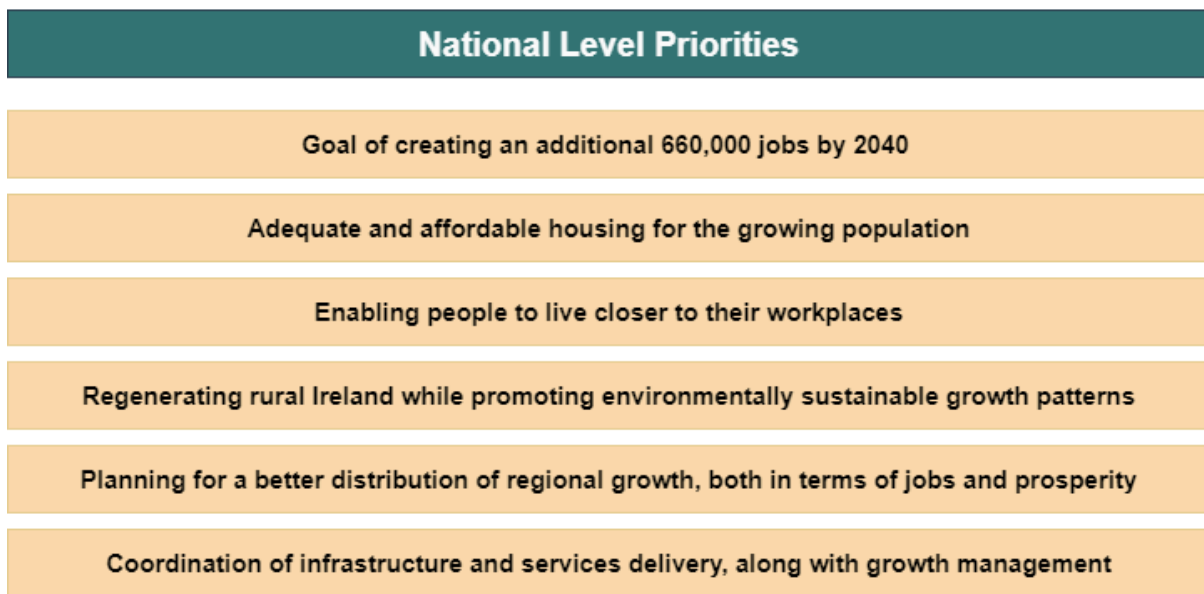 National Level Priorities
Goal of creating an additional 660,000 jobs by 2040
Adequate and affordable housing for the growing population
Enabling people to live closer to their workplaces
Regenerating rural Ireland while promoting environmentally sustainable growth patterns
Planning for a better distribution of regional growth, both in terms of jobs and prosperity
Coordination of infrastructure and services delivery, along with growth management